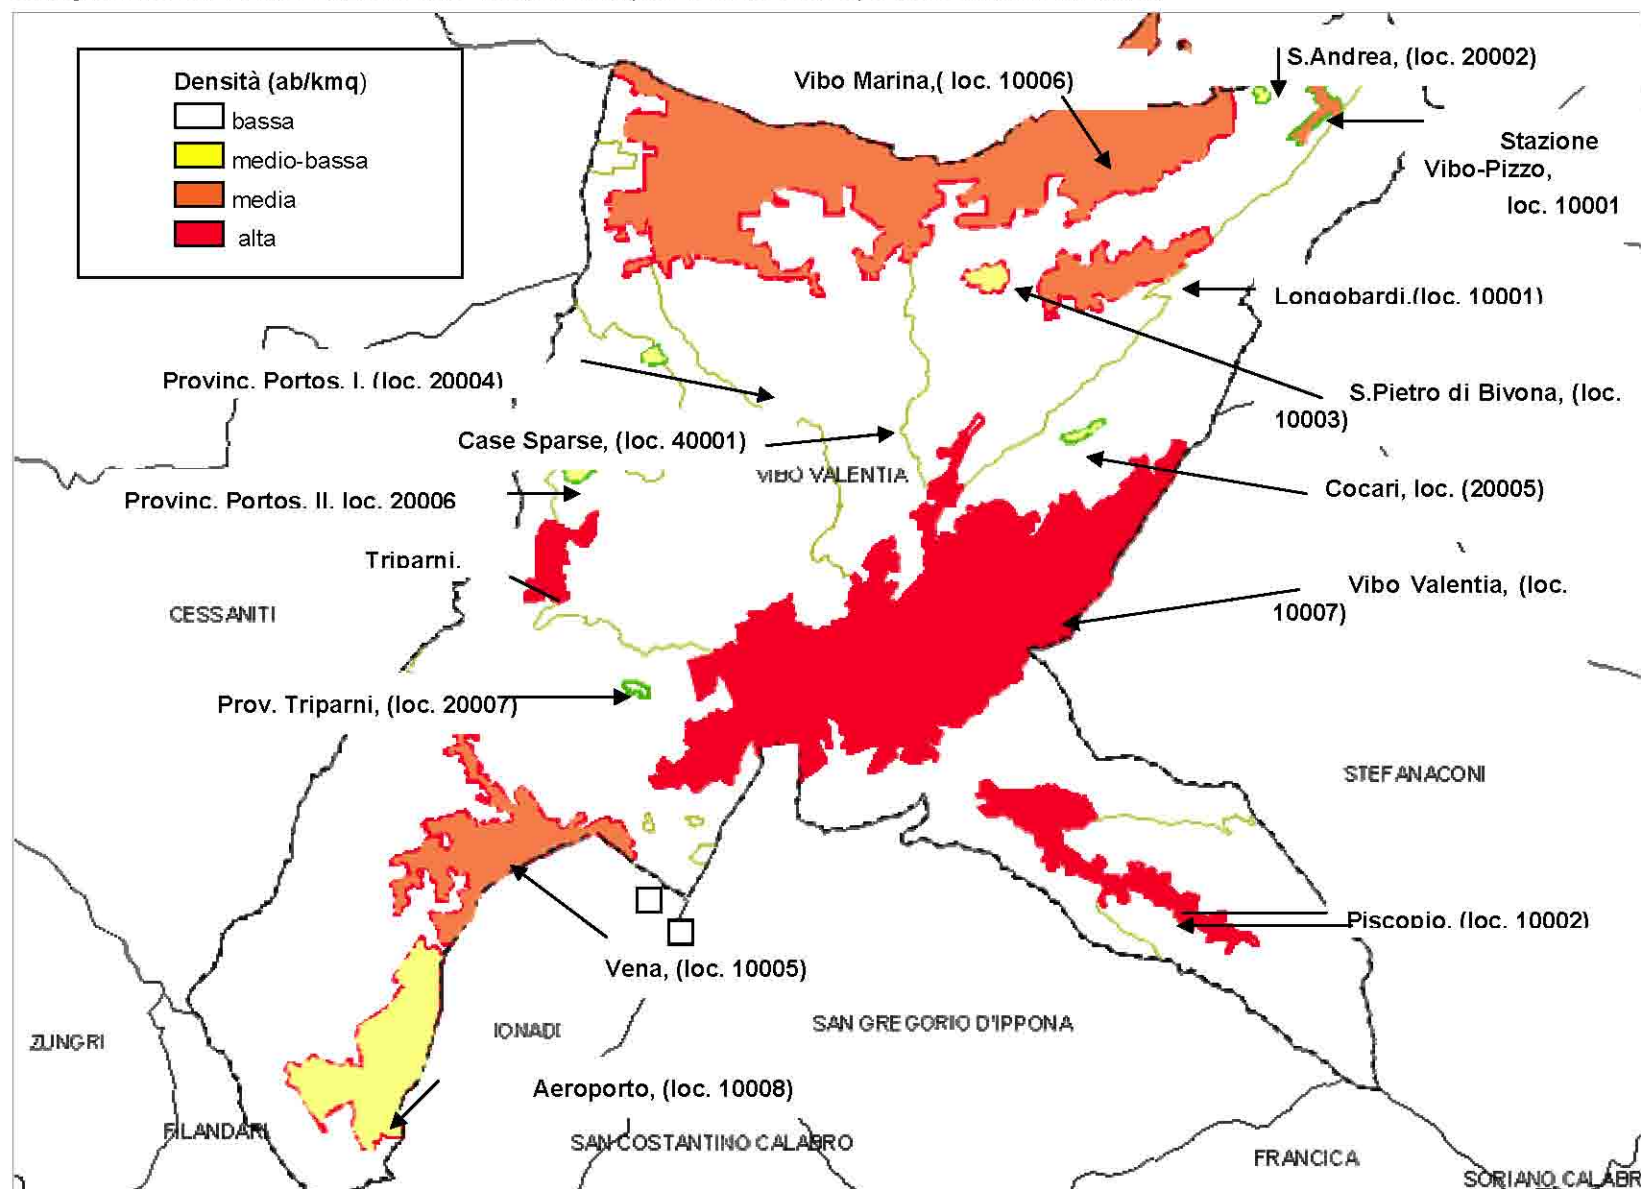 Densità (ab/kmq)
bassa
medio-bassa
media
alta
Vibo Marina,( loc. 10006)
S.Andrea, (loc. 20002)
Stazione
Vibo-Pizzo,
loc. 10001
Longobardi,(loc. 10001)
Provinc. Portos. I. (loc. 20004)
S.Pietro di Bivona, (loc.
10003)
Case Sparse, (loc. 40001)
VIBO VALENTIA
Cocari, loc. (20005)
Provinc. Portos. II. loc. 20006
Triparni,
Vibo Valentia, (loc.
10007)
CESSANITI
Prov. Triparni, (loc. 20007)
STEFANACONI
Piscopio, (loc. 10002)
Vena, (loc. 10005)
IONADI
SAN GREGORIO D'IPPONA
ZUNGRI
Aeroporto, (loc. 10008)
FILANDARI
SAN COSTANTINO CALABRO
FRANCICA
SORIANO CALABR